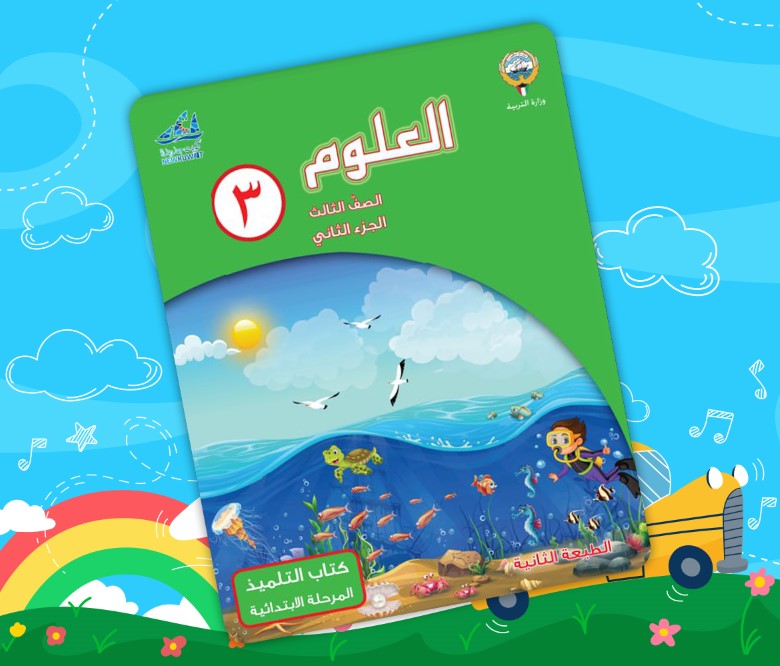 وزارة التربية
العلوم
٣
الصفّ الثالث
الجزء الثاني
كتاب التلميذ
المرحلة الابتدائية
الطبعة الثانية